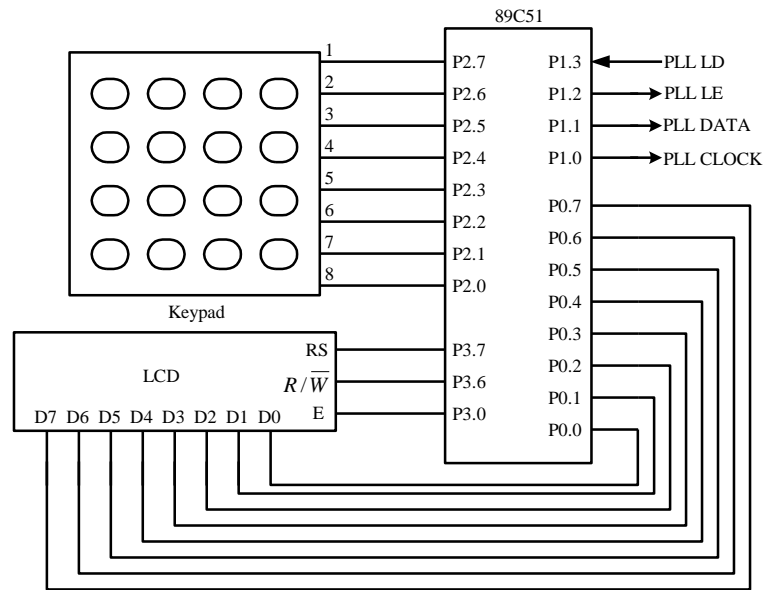 89C51
1 P2.7 P1.3 PLL LD
2 P2.6 P1.2 PLL LE
3 P2.5 P1.1 PLL DATA
4 P2.4 P1.0 PLL CLOCK
5 P2.3
P0.7
6 P2.2
P0.6
7 P2.1
P0.5
8 P2.0
P0.4
Keypad
P0.3
RS P3.7
P0.2
LCD
R/W̅ P3.6
P0.1
E P3.0
D7 D6 D5 D4 D3 D2 D1 D0
P0.0